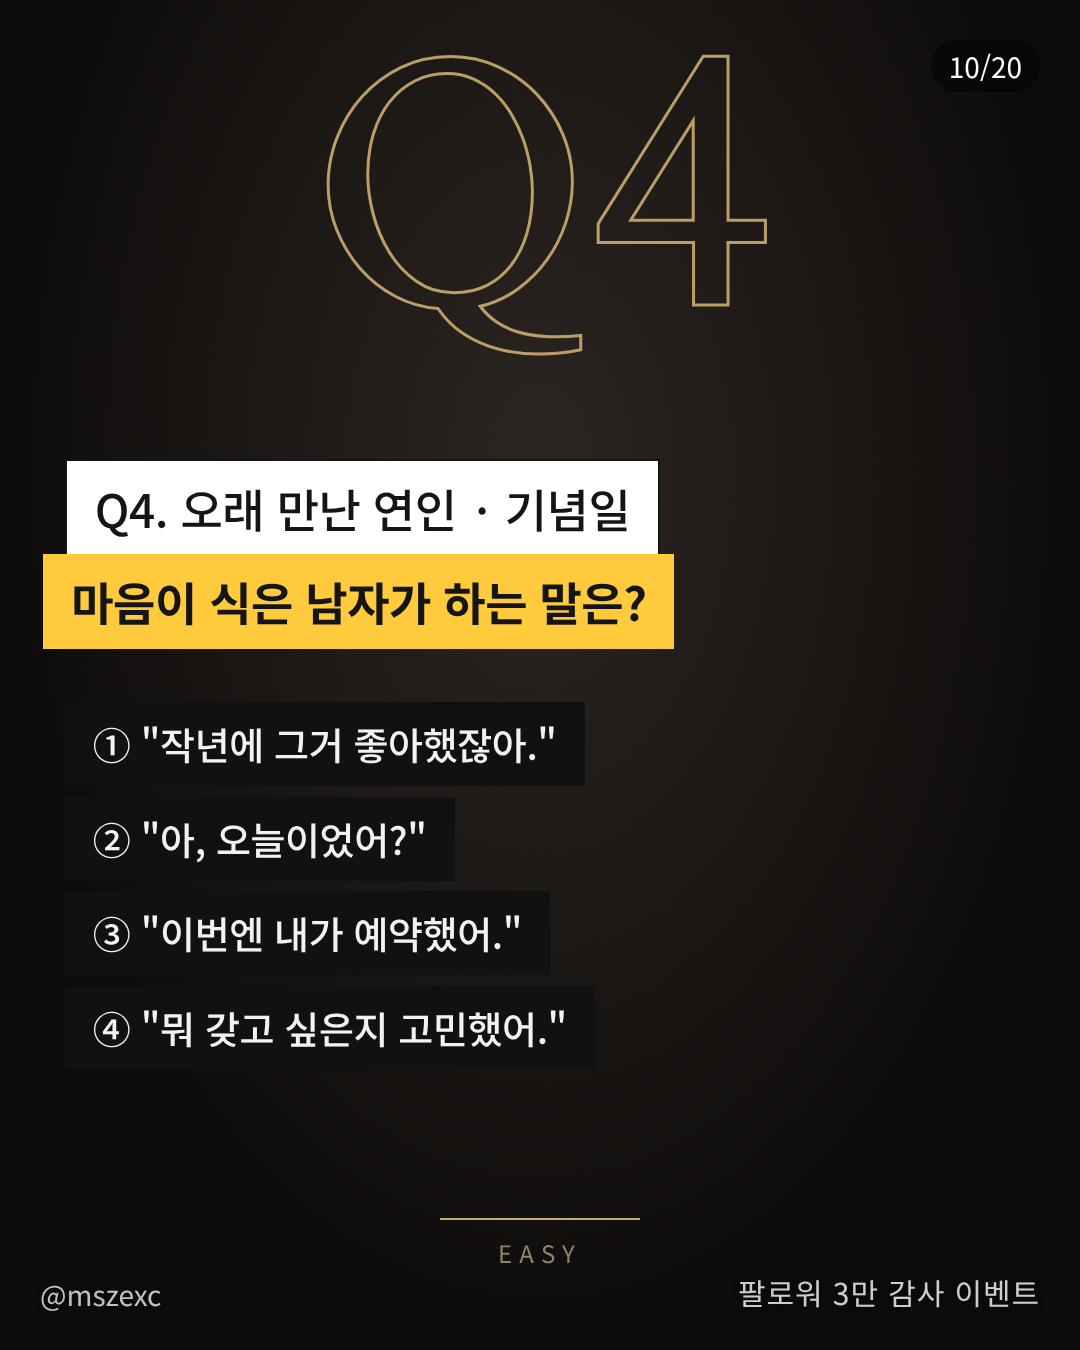 Q4
10/20
Q4. 오래 만난 연인 · 기념일
마음이 식은 남자가 하는 말은?
① "작년에 그거 좋아했잖아."
② "아, 오늘이었어?"
③ "이번엔 내가 예약했어."
④ "뭐 갖고 싶은지 고민했어."
EASY
@mszexc
팔로워 3만 감사 이벤트